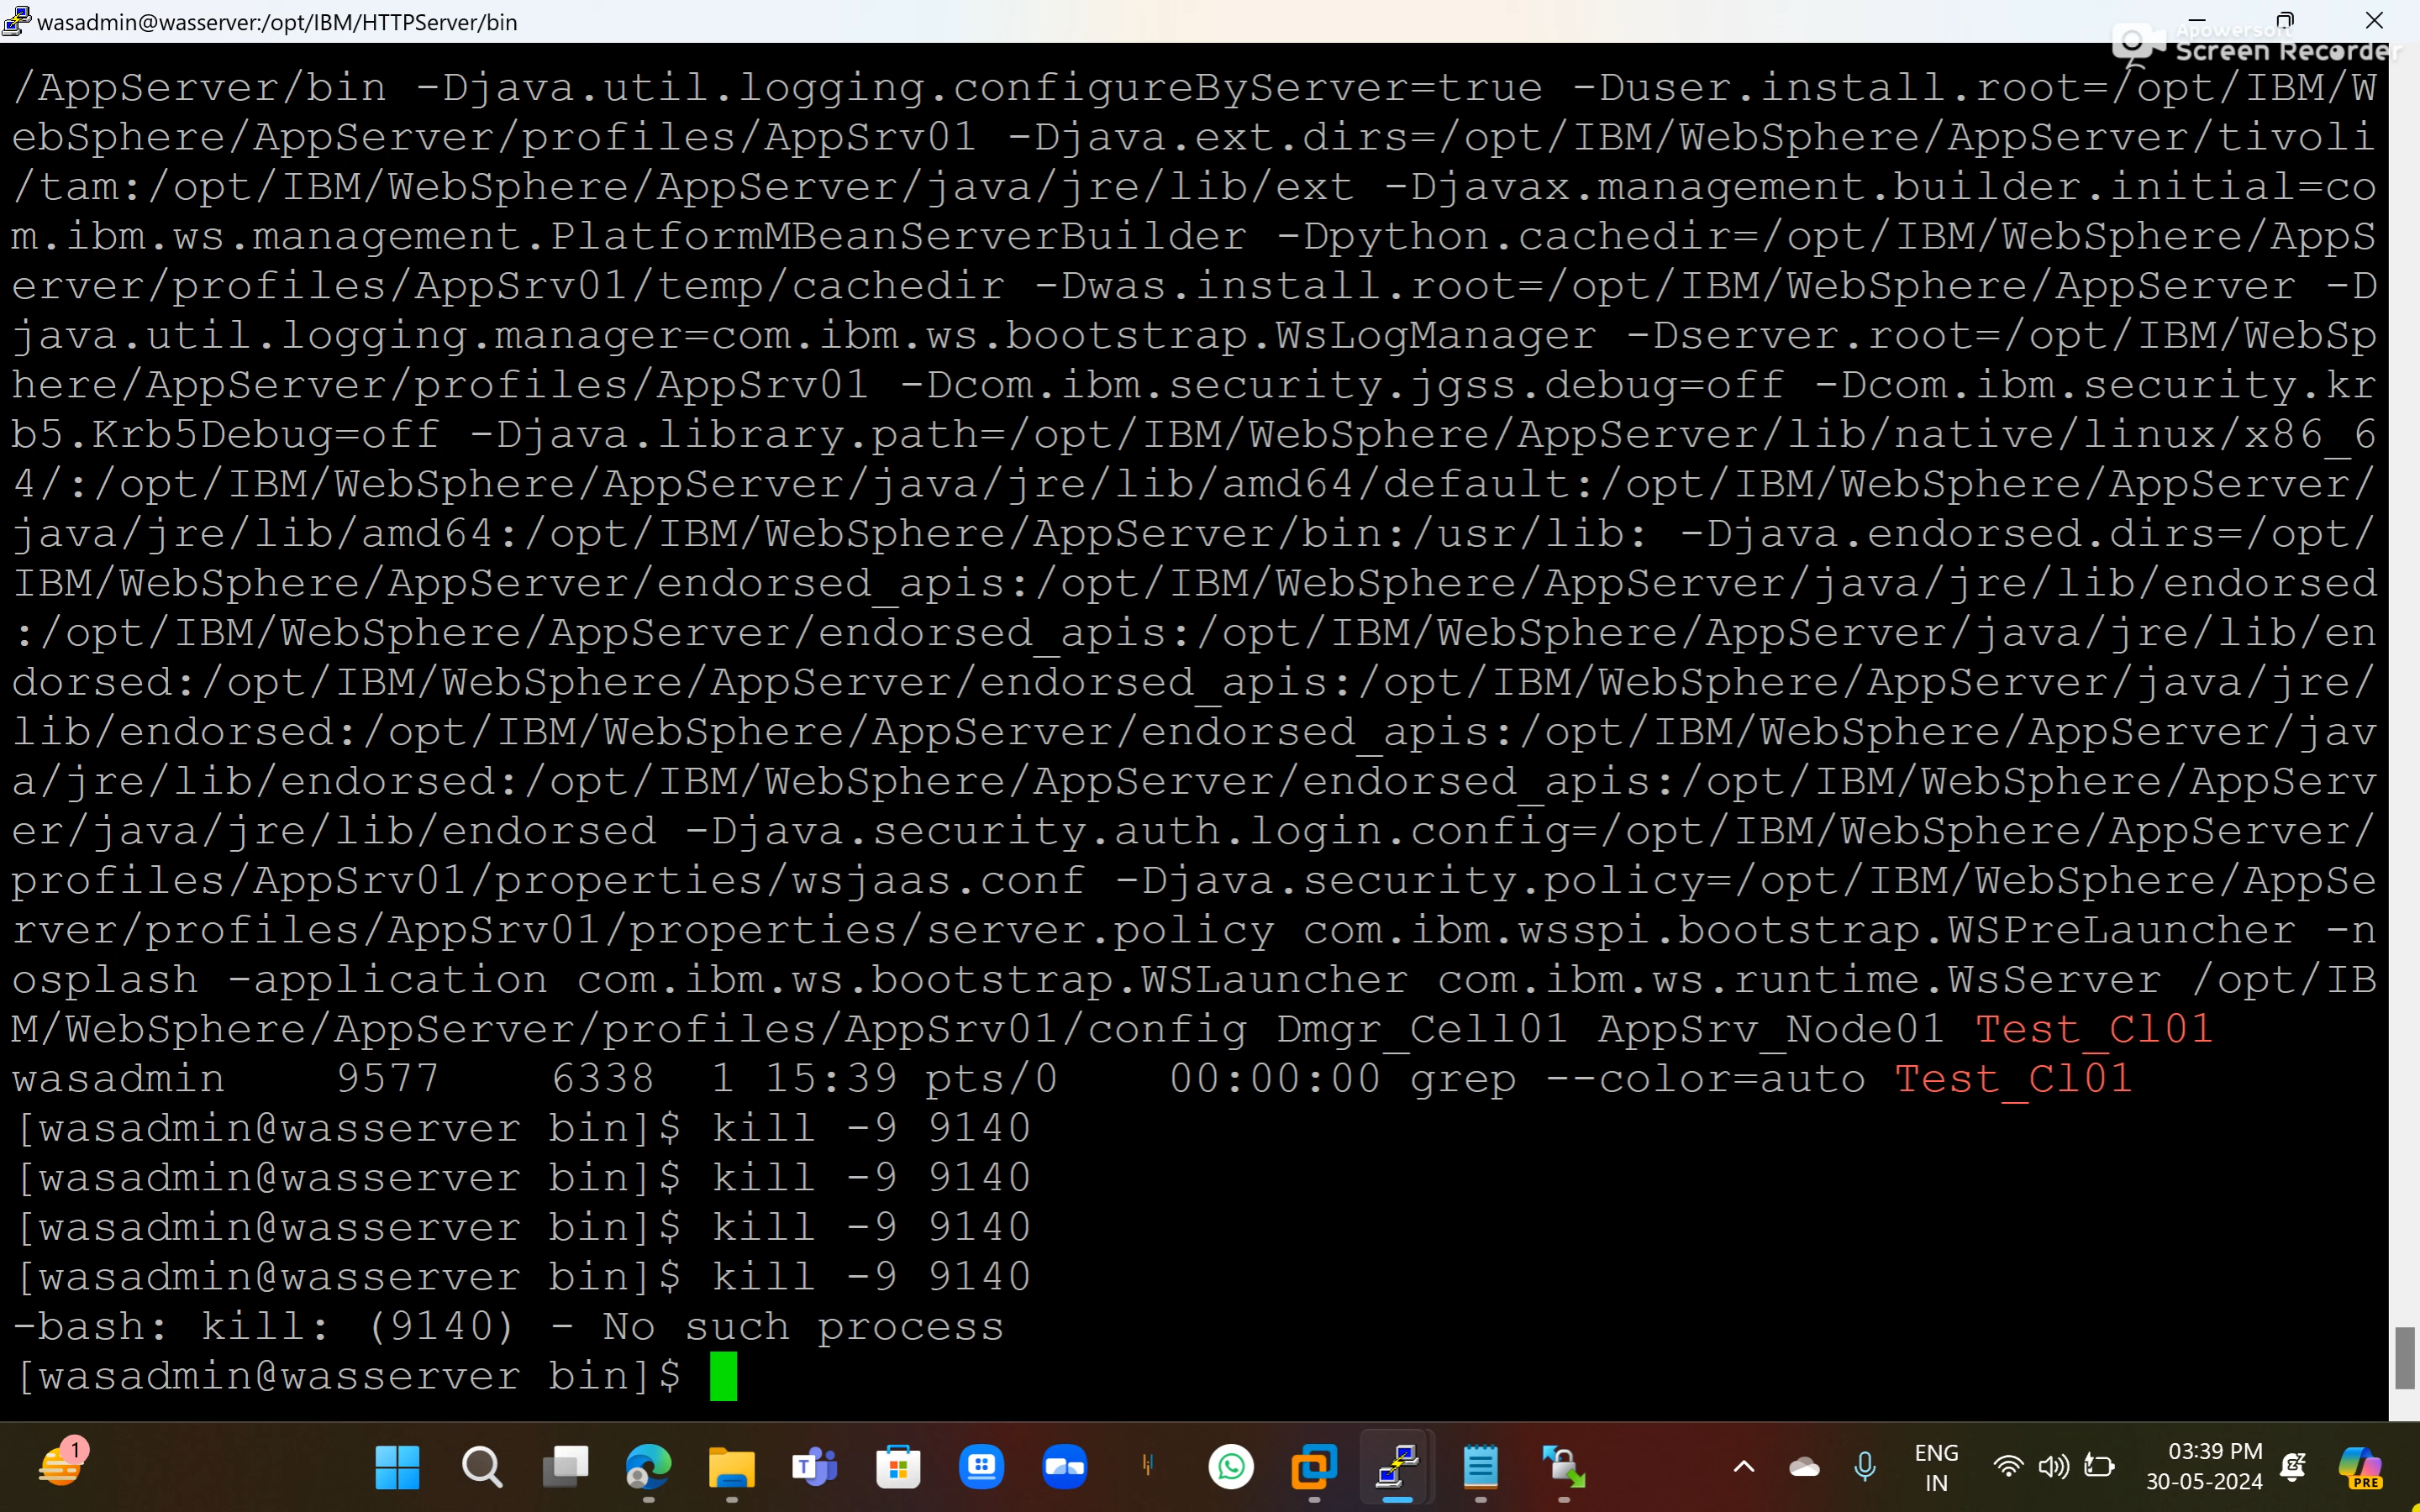 wasadmin@wasserver:/opt/IBM/HTTPServer/bin
Apowersoft
Screen Recorder
/AppServer/bin -Djava.util.logging.configureByServer=true -Duser.install.root=/opt/IBM/W
ebSphere/AppServer/profiles/AppSrv01 -Djava.ext.dirs=/opt/IBM/WebSphere/AppServer/tivoli
/tam:/opt/IBM/WebSphere/AppServer/java/jre/lib/ext -Djavax.management.builder.initial=co
m.ibm.ws.management.PlatformMBeanServerBuilder -Dpython.cachedir=/opt/IBM/WebSphere/AppS
erver/profiles/AppSrv01/temp/cachedir -Dwas.install.root=/opt/IBM/WebSphere/AppServer -D
java.util.logging.manager=com.ibm.ws.bootstrap.WsLogManager -Dserver.root=/opt/IBM/WebSp
here/AppServer/profiles/AppSrv01 -Dcom.ibm.security.jgss.debug=off -Dcom.ibm.security.kr
b5.Krb5Debug=off -Djava.library.path=/opt/IBM/WebSphere/AppServer/lib/native/linux/x86_6
4/:/opt/IBM/WebSphere/AppServer/java/jre/lib/amd64/default:/opt/IBM/WebSphere/AppServer/
java/jre/lib/amd64:/opt/IBM/WebSphere/AppServer/bin:/usr/lib: -Djava.endorsed.dirs=/opt/
IBM/WebSphere/AppServer/endorsed_apis:/opt/IBM/WebSphere/AppServer/java/jre/lib/endorsed
:/opt/IBM/WebSphere/AppServer/endorsed_apis:/opt/IBM/WebSphere/AppServer/java/jre/lib/en
dorsed:/opt/IBM/WebSphere/AppServer/endorsed_apis:/opt/IBM/WebSphere/AppServer/java/jre/
lib/endorsed:/opt/IBM/WebSphere/AppServer/endorsed_apis:/opt/IBM/WebSphere/AppServer/jav
a/jre/lib/endorsed:/opt/IBM/WebSphere/AppServer/endorsed_apis:/opt/IBM/WebSphere/AppServ
er/java/jre/lib/endorsed -Djava.security.auth.login.config=/opt/IBM/WebSphere/AppServer/
profiles/AppSrv01/properties/wsjaas.conf -Djava.security.policy=/opt/IBM/WebSphere/AppSe
rver/profiles/AppSrv01/properties/server.policy com.ibm.wsspi.bootstrap.WSPreLauncher -n
osplash -application com.ibm.ws.bootstrap.WSLauncher com.ibm.ws.runtime.WsServer /opt/IB
M/WebSphere/AppServer/profiles/AppSrv01/config Dmgr_Cell01 AppSrv_Node01 Test_Cl01
wasadmin    9577    6338  1 15:39 pts/0    00:00:00 grep --color=auto Test_Cl01
[wasadmin@wasserver bin]$ kill -9 9140
[wasadmin@wasserver bin]$ kill -9 9140
[wasadmin@wasserver bin]$ kill -9 9140
[wasadmin@wasserver bin]$ kill -9 9140
-bash: kill: (9140) - No such process
[wasadmin@wasserver bin]$
1
ENG
IN
03:39 PM
30-05-2024
PRE